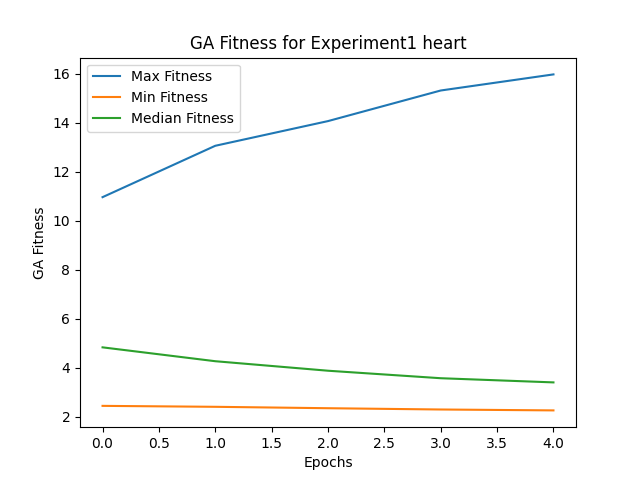 GA Fitness for Experiment1 heart
Max Fitness
Min Fitness
Median Fitness
GA Fitness
16
14
12
10
8
6
4
2
0.0 0.5 1.0 1.5 2.0 2.5 3.0 3.5 4.0
Epochs